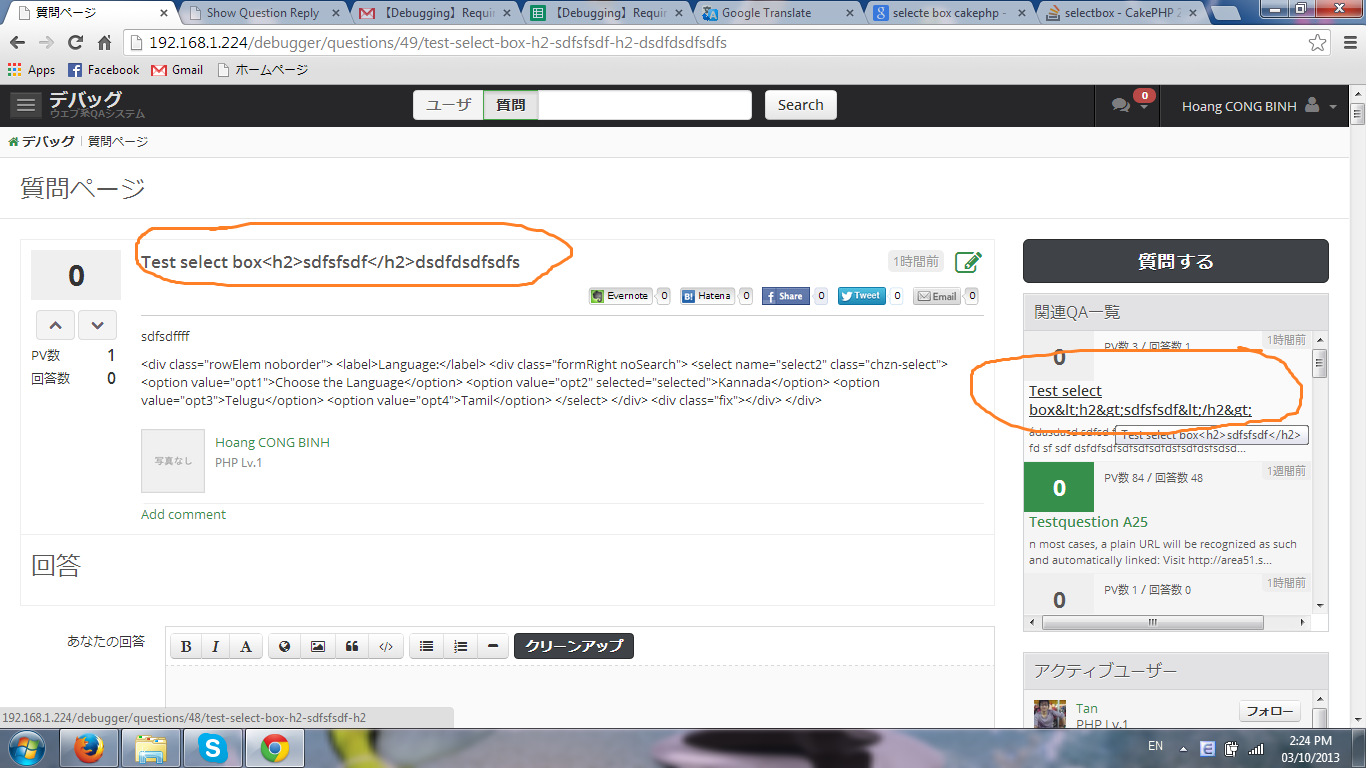 質問ページ
Show Question Reply
【Debugging】Requir
【Debugging】Requir
Google Translate
selecte box cakephp -
selectbox - CakePHP 2
192.168.1.224/debugger/questions/49/test-select-box-h2-sdfsfsdf-h2-dsdfdsdfsdfs
Apps Facebook Gmail ホームページ
デバッグ
ウェブ系QAシステム
ユーザ 質問 Search
0
Hoang CONG BINH
デバッグ 質問ページ
質問ページ
0
Test select box<h2>sdfsfsdf</h2>dsdfdsdfsdfs
1時間前
Evernote 0 B! Hatena 0 Share 0 Tweet 0 Email 0
PV数 1
回答数 0
sdfsdffff
<div class="rowElem noborder"> <label>Language:</label> <div class="formRight noSearch"> <select name="select2" class="chzn-select">
<option value="opt1">Choose the Language</option> <option value="opt2" selected="selected">Kannada</option> <option
value="opt3">Telugu</option> <option value="opt4">Tamil</option> </select> </div> <div class="fix"></div> </div>
写真なし
Hoang CONG BINH
PHP Lv.1
Add comment
回答
あなたの回答
B I A クリーンアップ
質問する
関連QA一覧
0
PV数 3 / 回答数 1
1時間前
Test select
box&lt;h2&gt;sdfsfsdf&lt;/h2&gt;
Test select box<h2>sdfsfsdf</h2>
fd sf sdf dsfdfsdfsdfsdfsdfsdfsdfsdfsdsd...
0
PV数 84 / 回答数 48
1週間前
Testquestion A25
n most cases, a plain URL will be recognized as such
and automatically linked: Visit http://area51.s...
0
PV数 1 / 回答数 0
1時間前
アクティブユーザー
Tan
PHP Lv.1
フォロー
192.168.1.224/debugger/questions/48/test-select-box-h2-sdfsfsdf-h2
EN
2:24 PM
03/10/2013